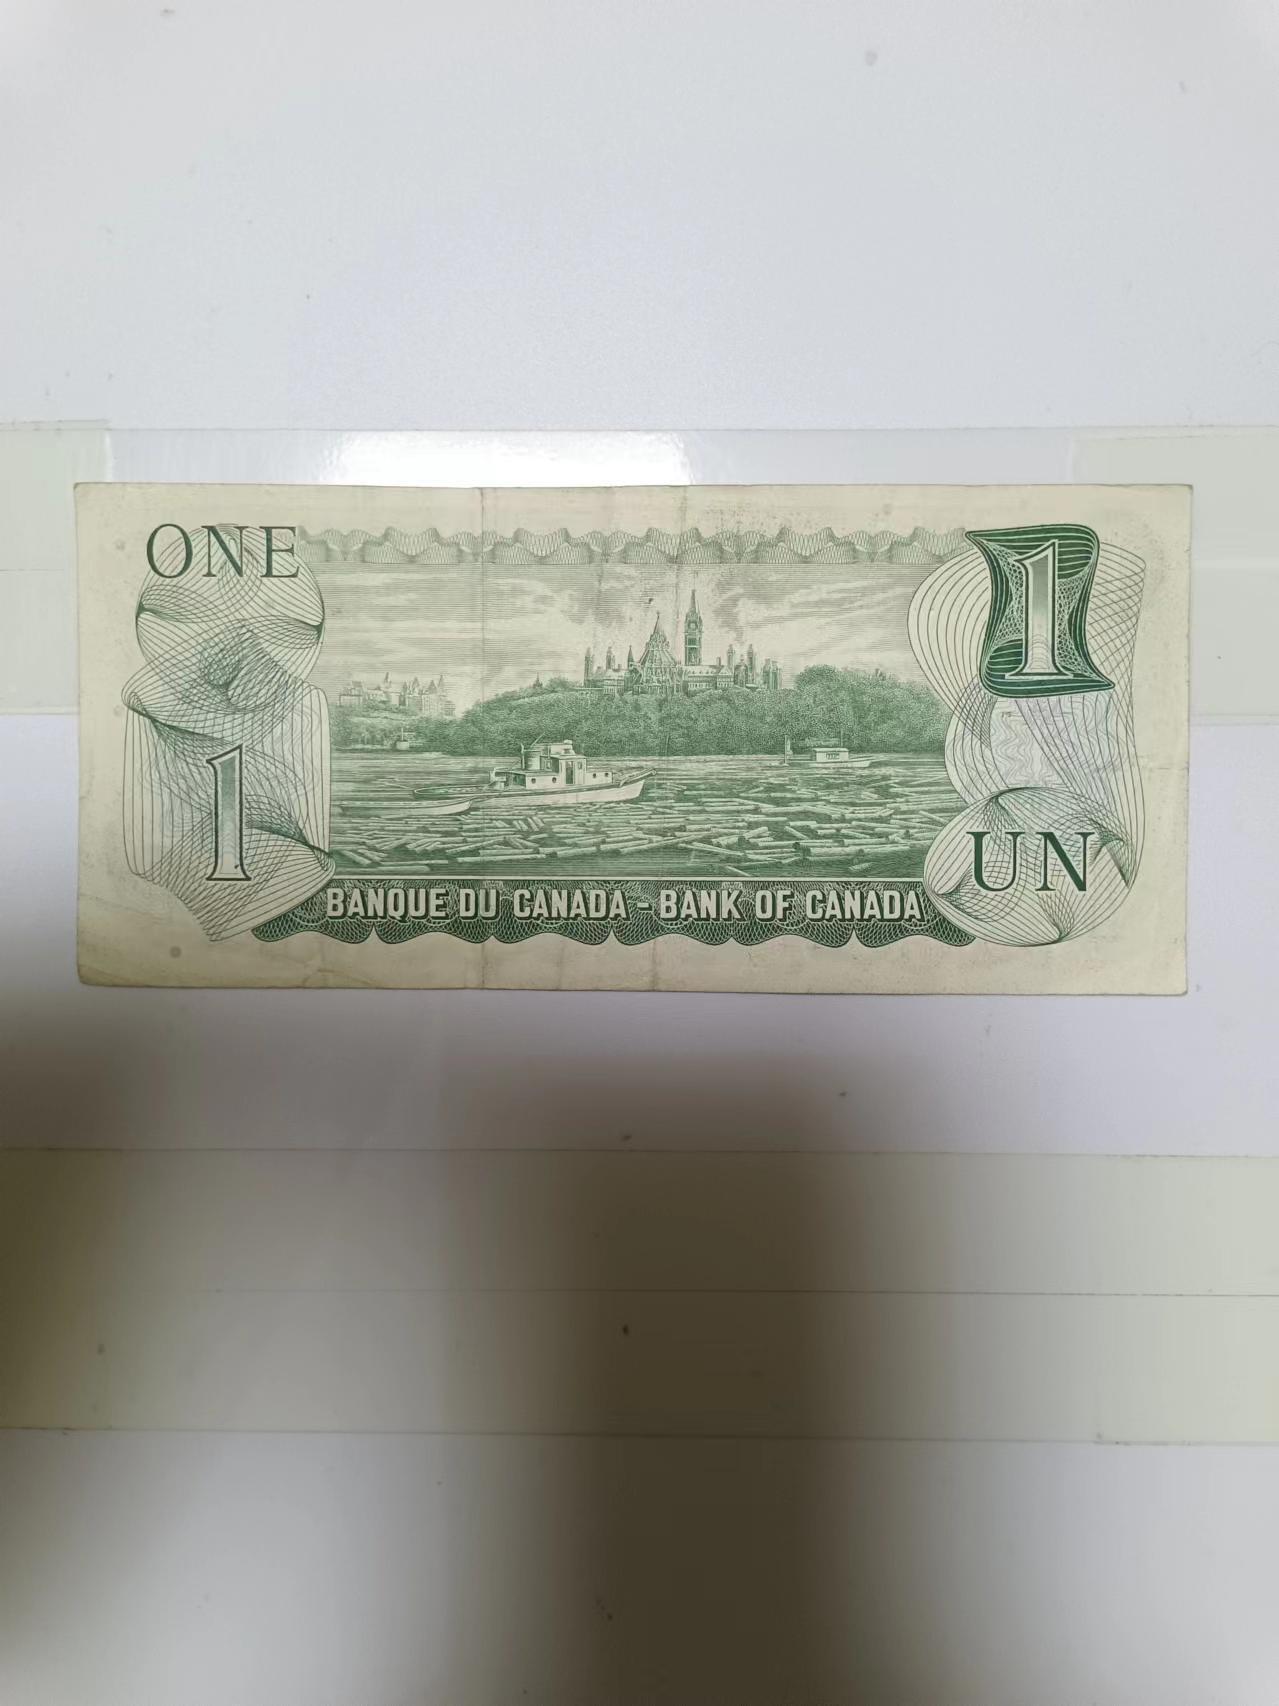 ONE
1
1
UN
BANQUE DU CANADA - BANK OF CANADA